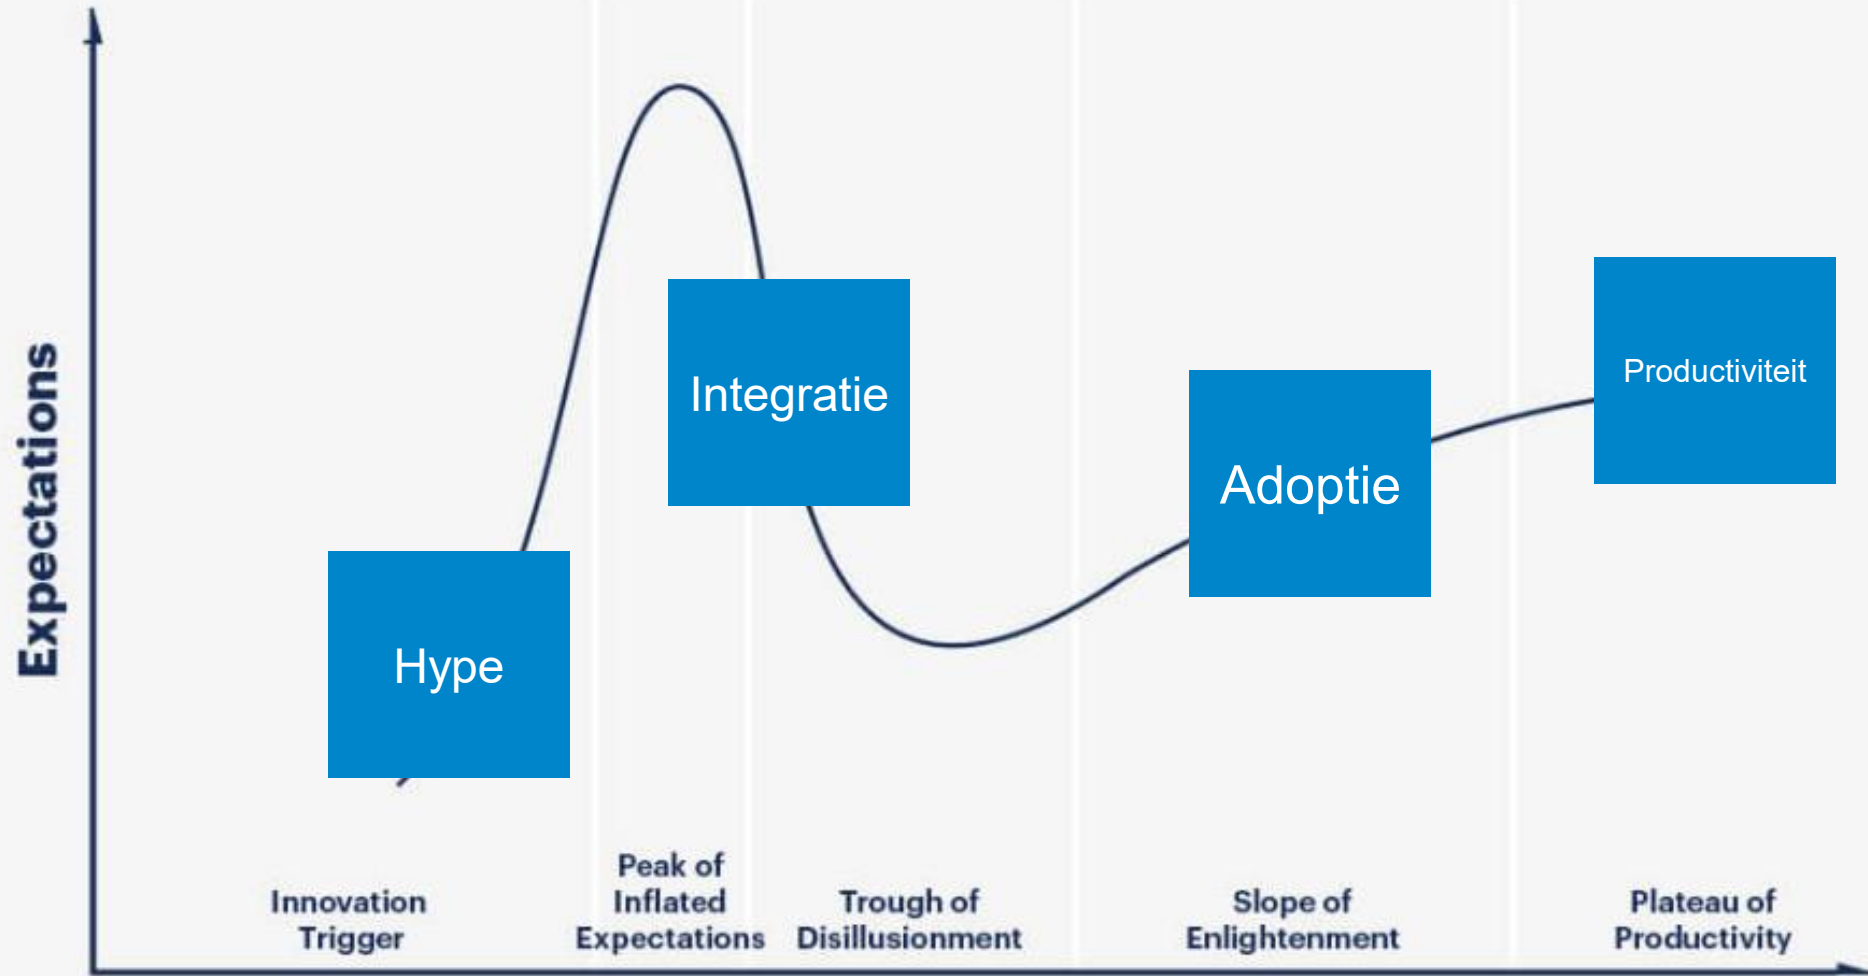 Expectations
Hype
Integratie
Adoptie
Productiviteit
Innovation
Trigger
Peak of
Inflated
Expectations
Trough of
Disillusionment
Slope of
Enlightenment
Plateau of
Productivity